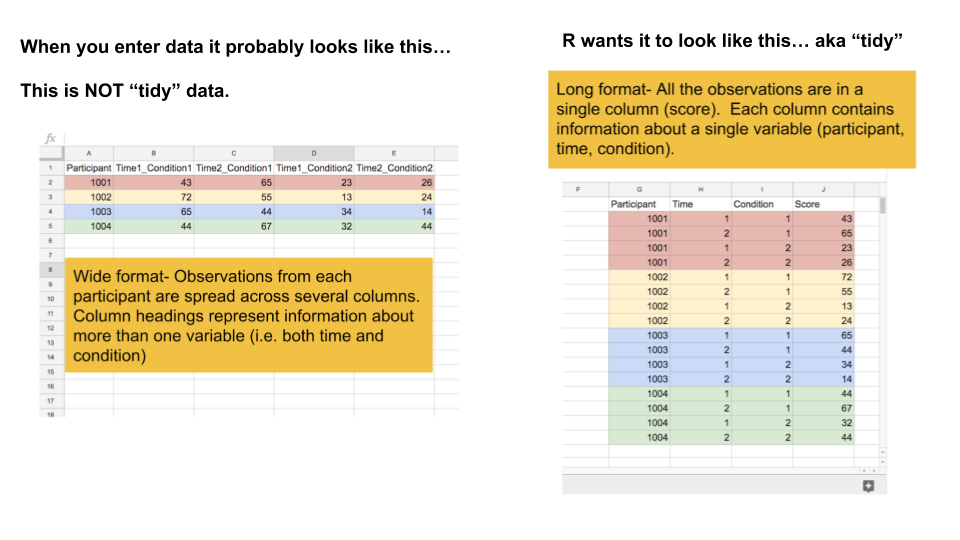 When you enter data it probably looks like this…
This is NOT “tidy” data.
fx
A B C D E
1 Participant Time1_Condition1 Time2_Condition1 Time1_Condition2 Time2_Condition2
2 1001 43 65 23 26
3 1002 72 55 13 24
4 1003 65 44 34 14
5 1004 44 67 32 44
6
7
8
9
10
11
12
13
14
15
16
17
18
Wide format- Observations from each
participant are spread across several columns.
Column headings represent information about
more than one variable (i.e. both time and
condition)
R wants it to look like this… aka “tidy”
Long format- All the observations are in a
single column (score).  Each column contains
information about a single variable (participant,
time, condition).
F G H I J
Participant Time Condition Score
1001 1 1 43
1001 2 1 65
1001 1 2 23
1001 2 2 26
1002 1 1 72
1002 2 1 55
1002 1 2 13
1002 2 2 24
1003 1 1 65
1003 2 1 44
1003 1 2 34
1003 2 2 14
1004 1 1 44
1004 2 1 67
1004 1 2 32
1004 2 2 44